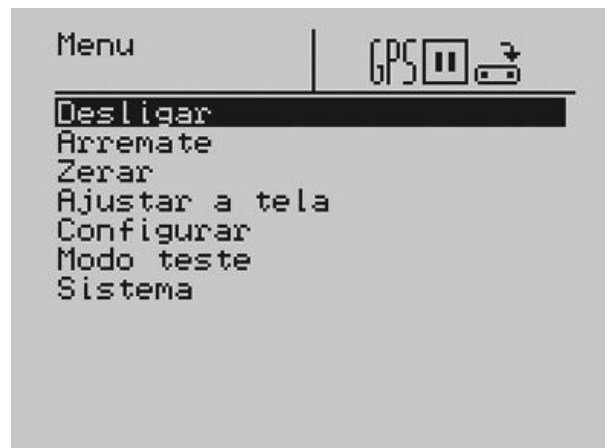 Menu
GPS
Desligar
Arremate
Zerar
Ajustar a tela
Configurar
Modo teste
Sistema